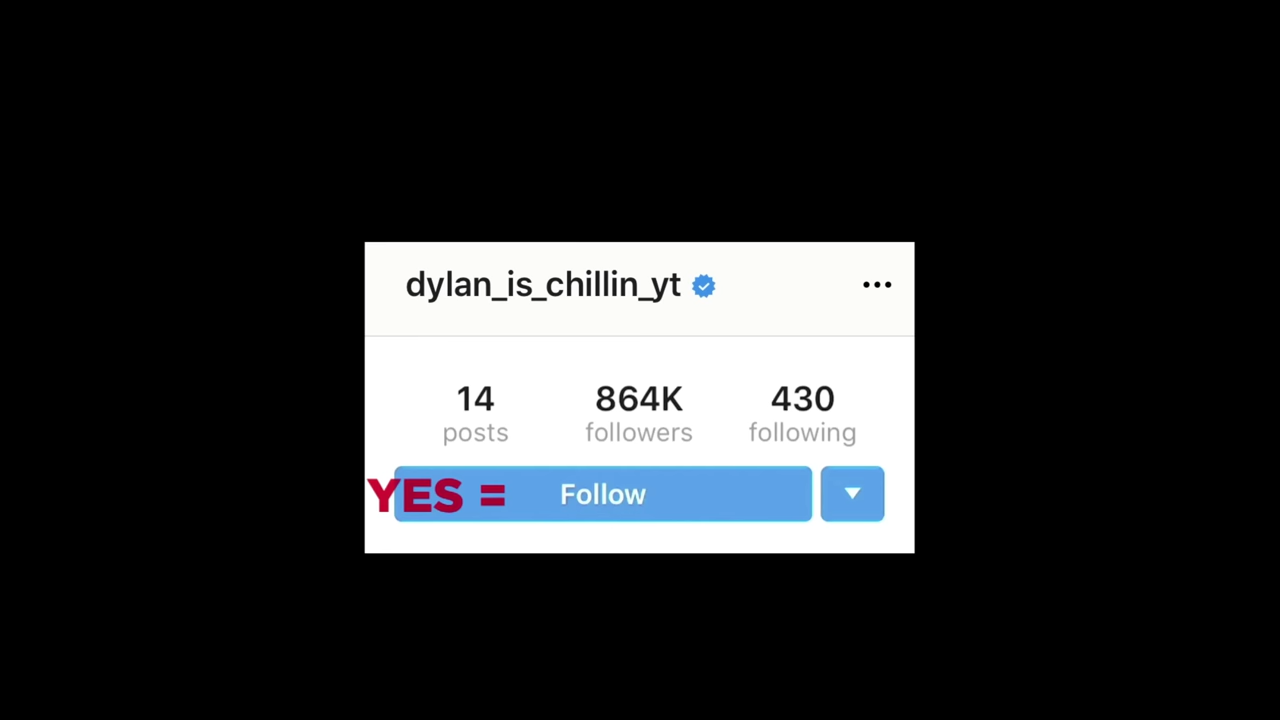 dylan_is_chillin_yt
14 864K 430
posts followers following
YES = Follow